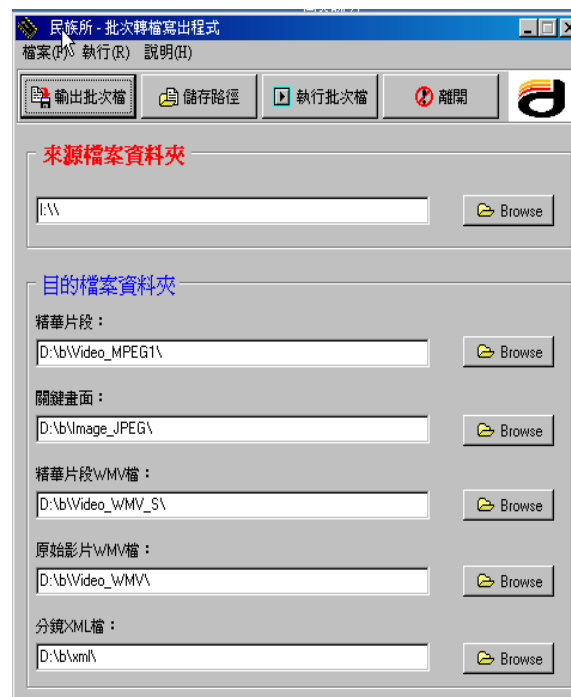 民族所 - 批次轉檔寫出程式
檔案(F) 執行(R) 說明(H)
輸出批次檔 儲存路徑 執行批次檔 離開
來源檔案資料夾
I:\\ Browse
目的檔案資料夾
精華片段：
D:\b\Video_MPEG1\ Browse
關鍵畫面：
D:\b\Image_JPEG\ Browse
精華片段WMV檔：
D:\b\Video_WMV_S\ Browse
原始影片WMV檔：
D:\b\Video_WMV\ Browse
分鏡XML檔：
D:\b\xml\ Browse